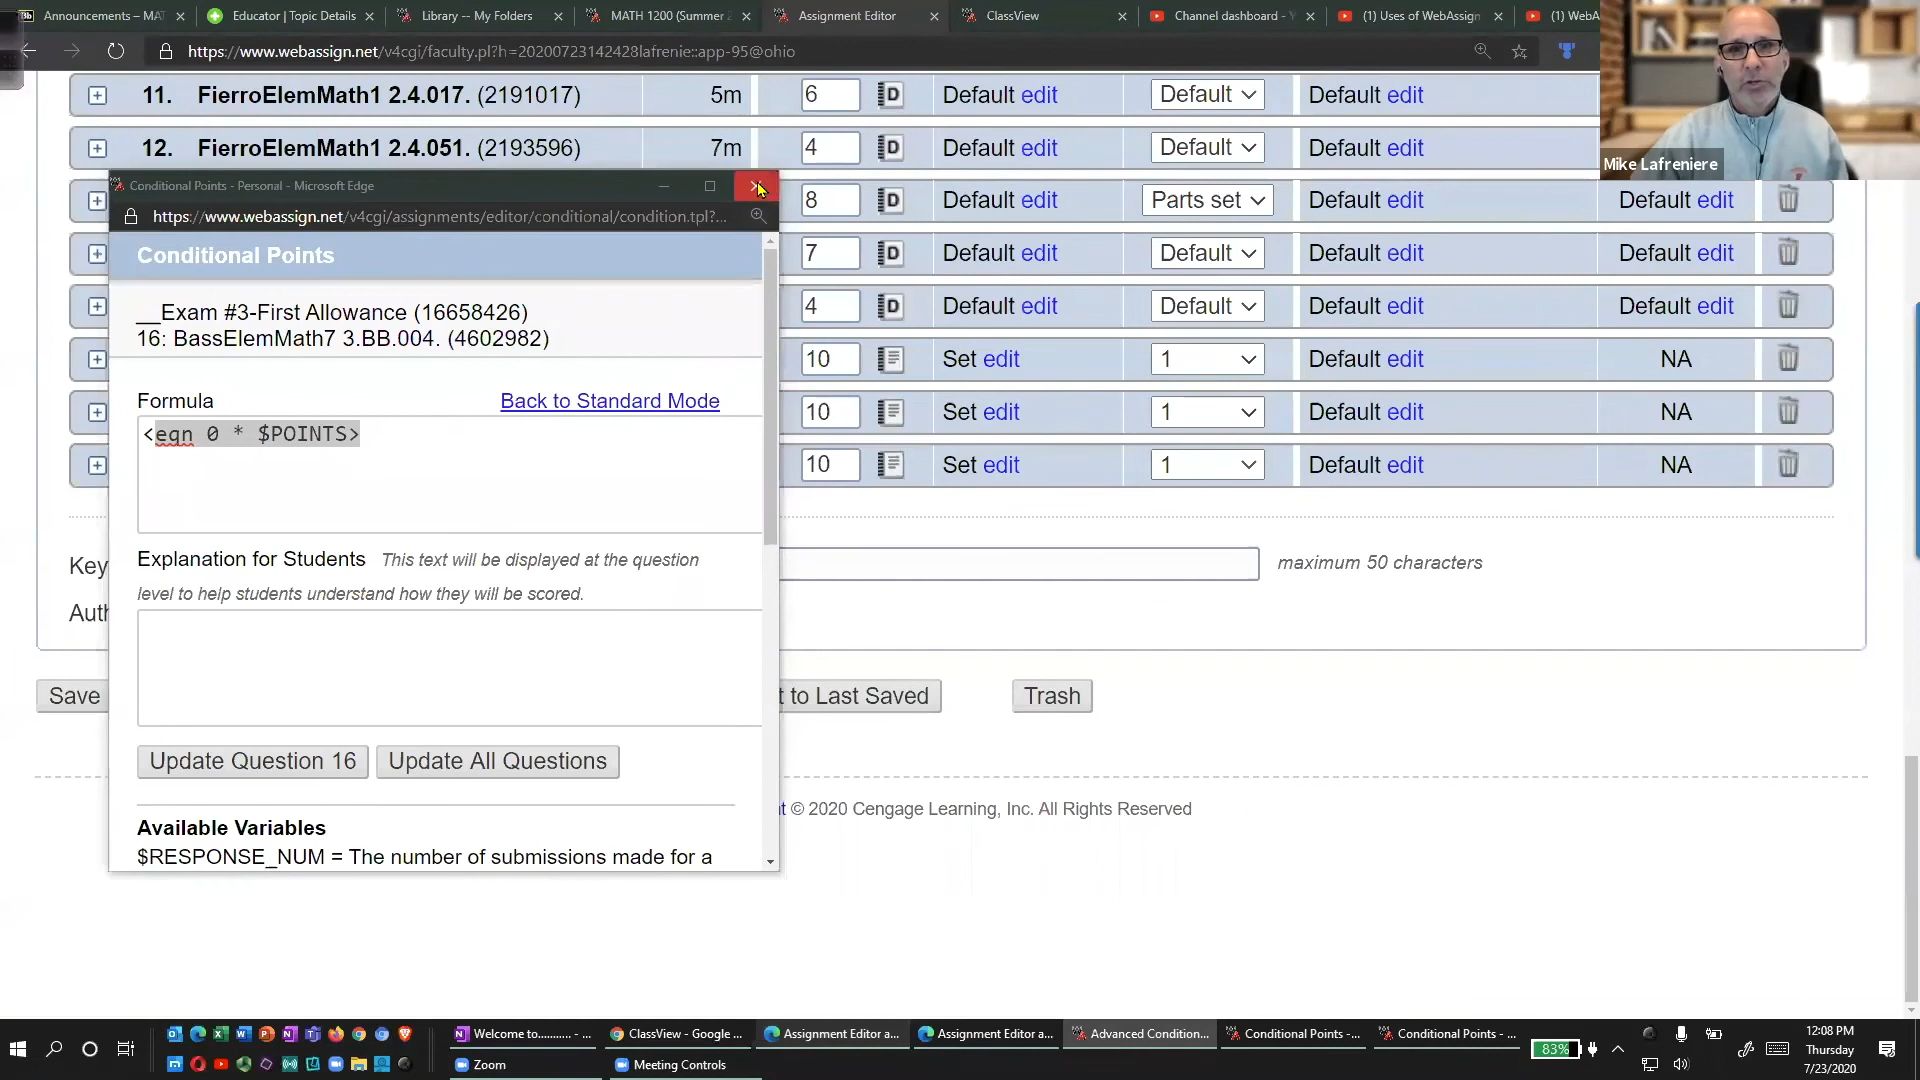 Announcements – MAT
Educator | Topic Details
Library -- My Folders
MATH 1200 (Summer 2
Assignment Editor
ClassView
Channel dashboard - Y
(1) Uses of WebAssign
(1) WebA
https://www.webassign.net/v4cgi/faculty.pl?h=20200723142428lafrenie::app-95@ohio
11. FierroElemMath1 2.4.017. (2191017) 5m 6 D Default edit Default Default edit
12. FierroElemMath1 2.4.051. (2193596) 7m 4 D Default edit Default Default edit
Mike Lafreniere
8 D Default edit Parts set Default edit Default edit
7 D Default edit Default Default edit Default edit
4 D Default edit Default Default edit Default edit
10 Set edit 1 Default edit NA
10 Set edit 1 Default edit NA
10 Set edit 1 Default edit NA
Conditional Points - Personal - Microsoft Edge
https://www.webassign.net/v4cgi/assignments/editor/conditional/condition.tpl?...
Conditional Points
__Exam #3-First Allowance (16658426)
16: BassElemMath7 3.BB.004. (4602982)
Formula Back to Standard Mode
<eqn 0 * $POINTS>
Explanation for Students This text will be displayed at the question
level to help students understand how they will be scored.
Update Question 16 Update All Questions
Available Variables
$RESPONSE_NUM = The number of submissions made for a
Key
maximum 50 characters
Auth
Save
t to Last Saved
Trash
t © 2020 Cengage Learning, Inc. All Rights Reserved
Welcome to.......... - ...
ClassView - Google ...
Assignment Editor a...
Assignment Editor a...
Advanced Condition...
Conditional Points -...
Conditional Points - ...
Zoom
Meeting Controls
83%
12:08 PM
Thursday
7/23/2020